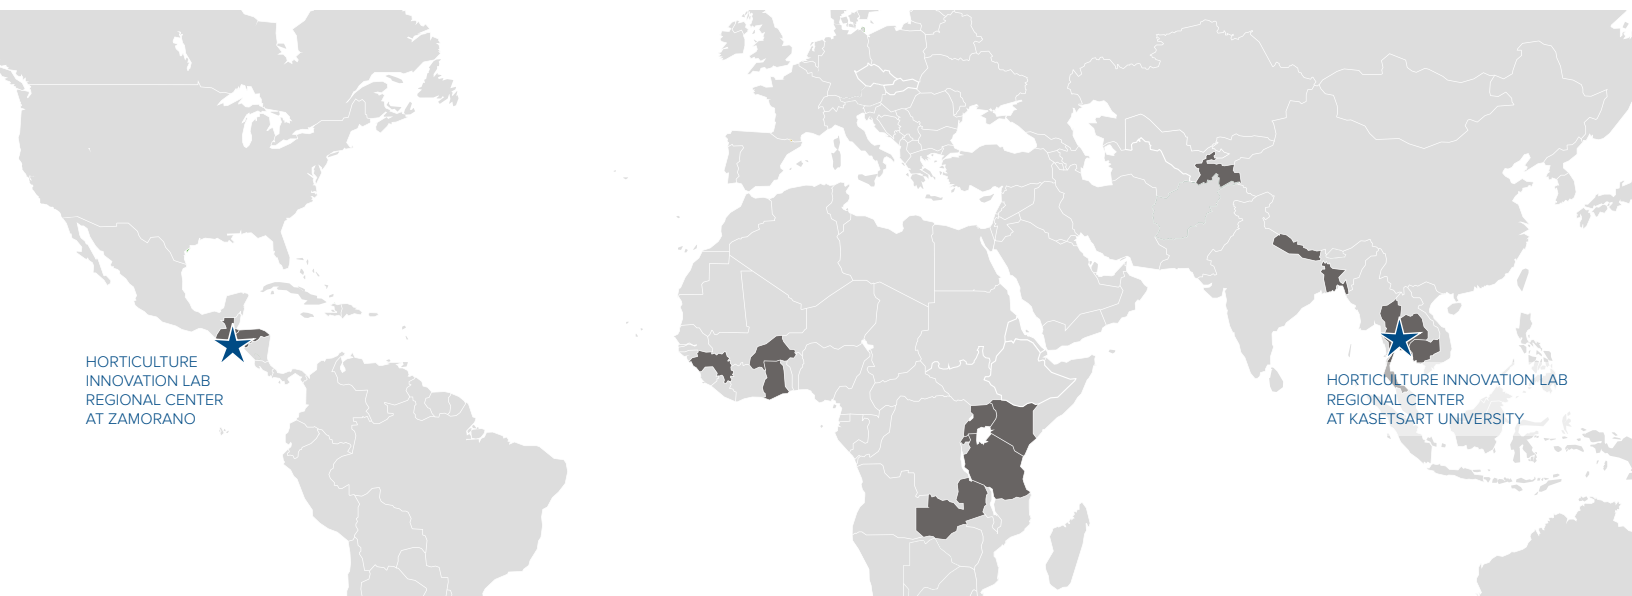 HORTICULTURE
INNOVATION LAB
REGIONAL CENTER
AT ZAMORANO
HORTICULTURE INNOVATION LAB
REGIONAL CENTER
AT KASETSART UNIVERSITY